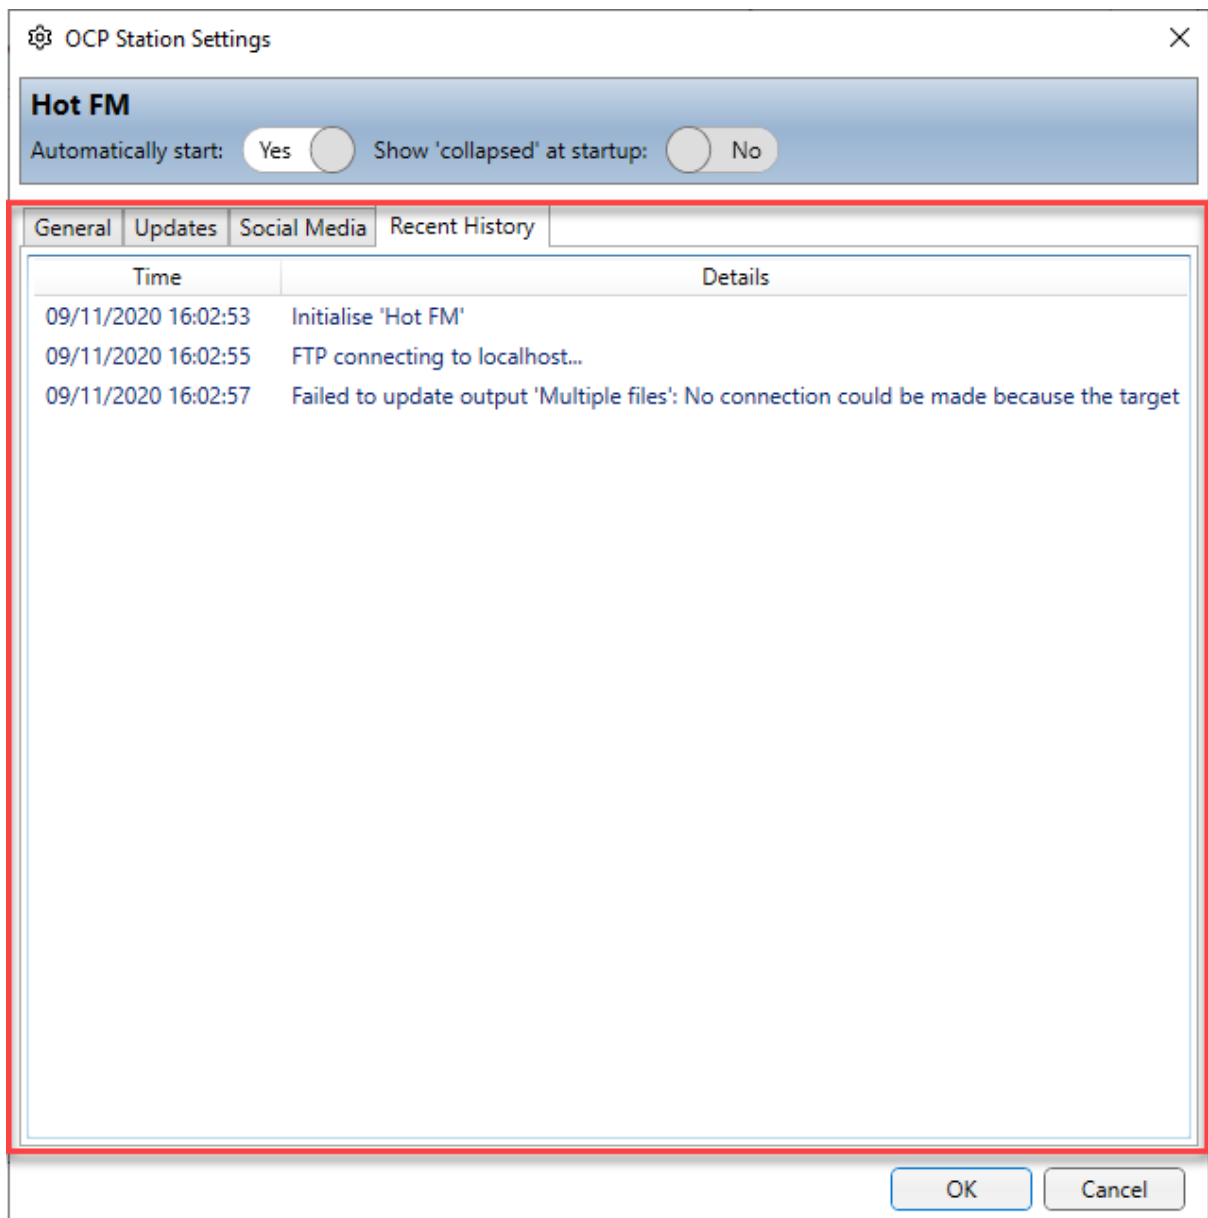 OCP Station Settings
Hot FM
Automatically start: Yes Show 'collapsed' at startup: No
General Updates Social Media Recent History
Time Details
09/11/2020 16:02:53 Initialise 'Hot FM'
09/11/2020 16:02:55 FTP connecting to localhost...
09/11/2020 16:02:57 Failed to update output 'Multiple files': No connection could be made because the target
OK Cancel